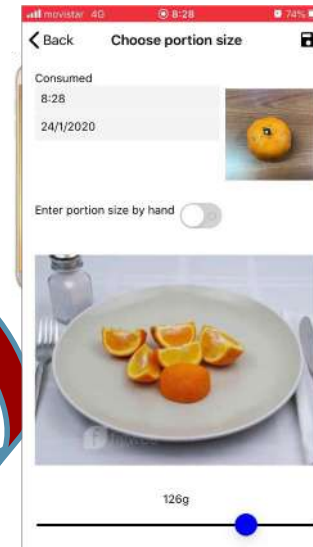 movistar 4G 8:28 74%
Back Choose portion size
Consumed
8:28
24/1/2020
Enter portion size by hand
126g